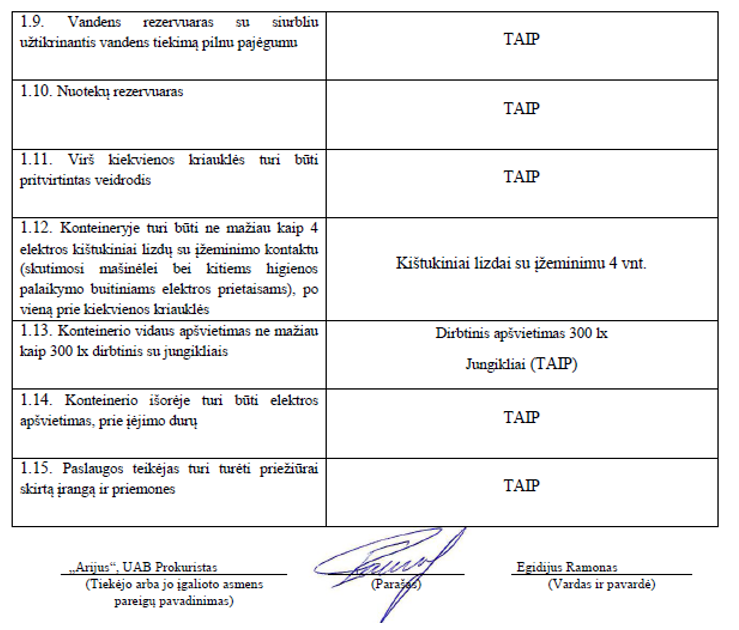 1.9. Vandens rezervuaras su siurbliu
užtikrinantis vandens tiekimą pilnu pajėgumu
TAIP
1.10. Nuotekų rezervuaras
TAIP
1.11. Virš kiekvienos kriauklės turi būti
pritvirtintas veidrodis
TAIP
1.12. Konteineryje turi būti ne mažiau kaip 4
elektros kištukiniai lizdų su įžeminimo kontaktu
(skutimosi mašinėlei bei kitiems higienos
palaikymo buitiniams elektros prietaisams), po
vieną prie kiekvienos kriauklės
Kištukiniai lizdai su įžeminimu 4 vnt.
1.13. Konteinerio vidaus apšvietimas ne mažiau
kaip 300 lx dirbtinis su jungikliais
Dirbtinis apšvietimas 300 lx
Jungikliai (TAIP)
1.14. Konteinerio išorėje turi būti elektros
apšvietimas, prie įėjimo durų
TAIP
1.15. Paslaugos teikėjas turi turėti priežiūrai
skirtą įrangą ir priemones
TAIP
„Arijus“, UAB Prokuristas
(Tiekėjo arba jo įgalioto asmens
pareigų pavadinimas)
(Parašas)
Egidijus Ramonas
(Vardas ir pavardė)